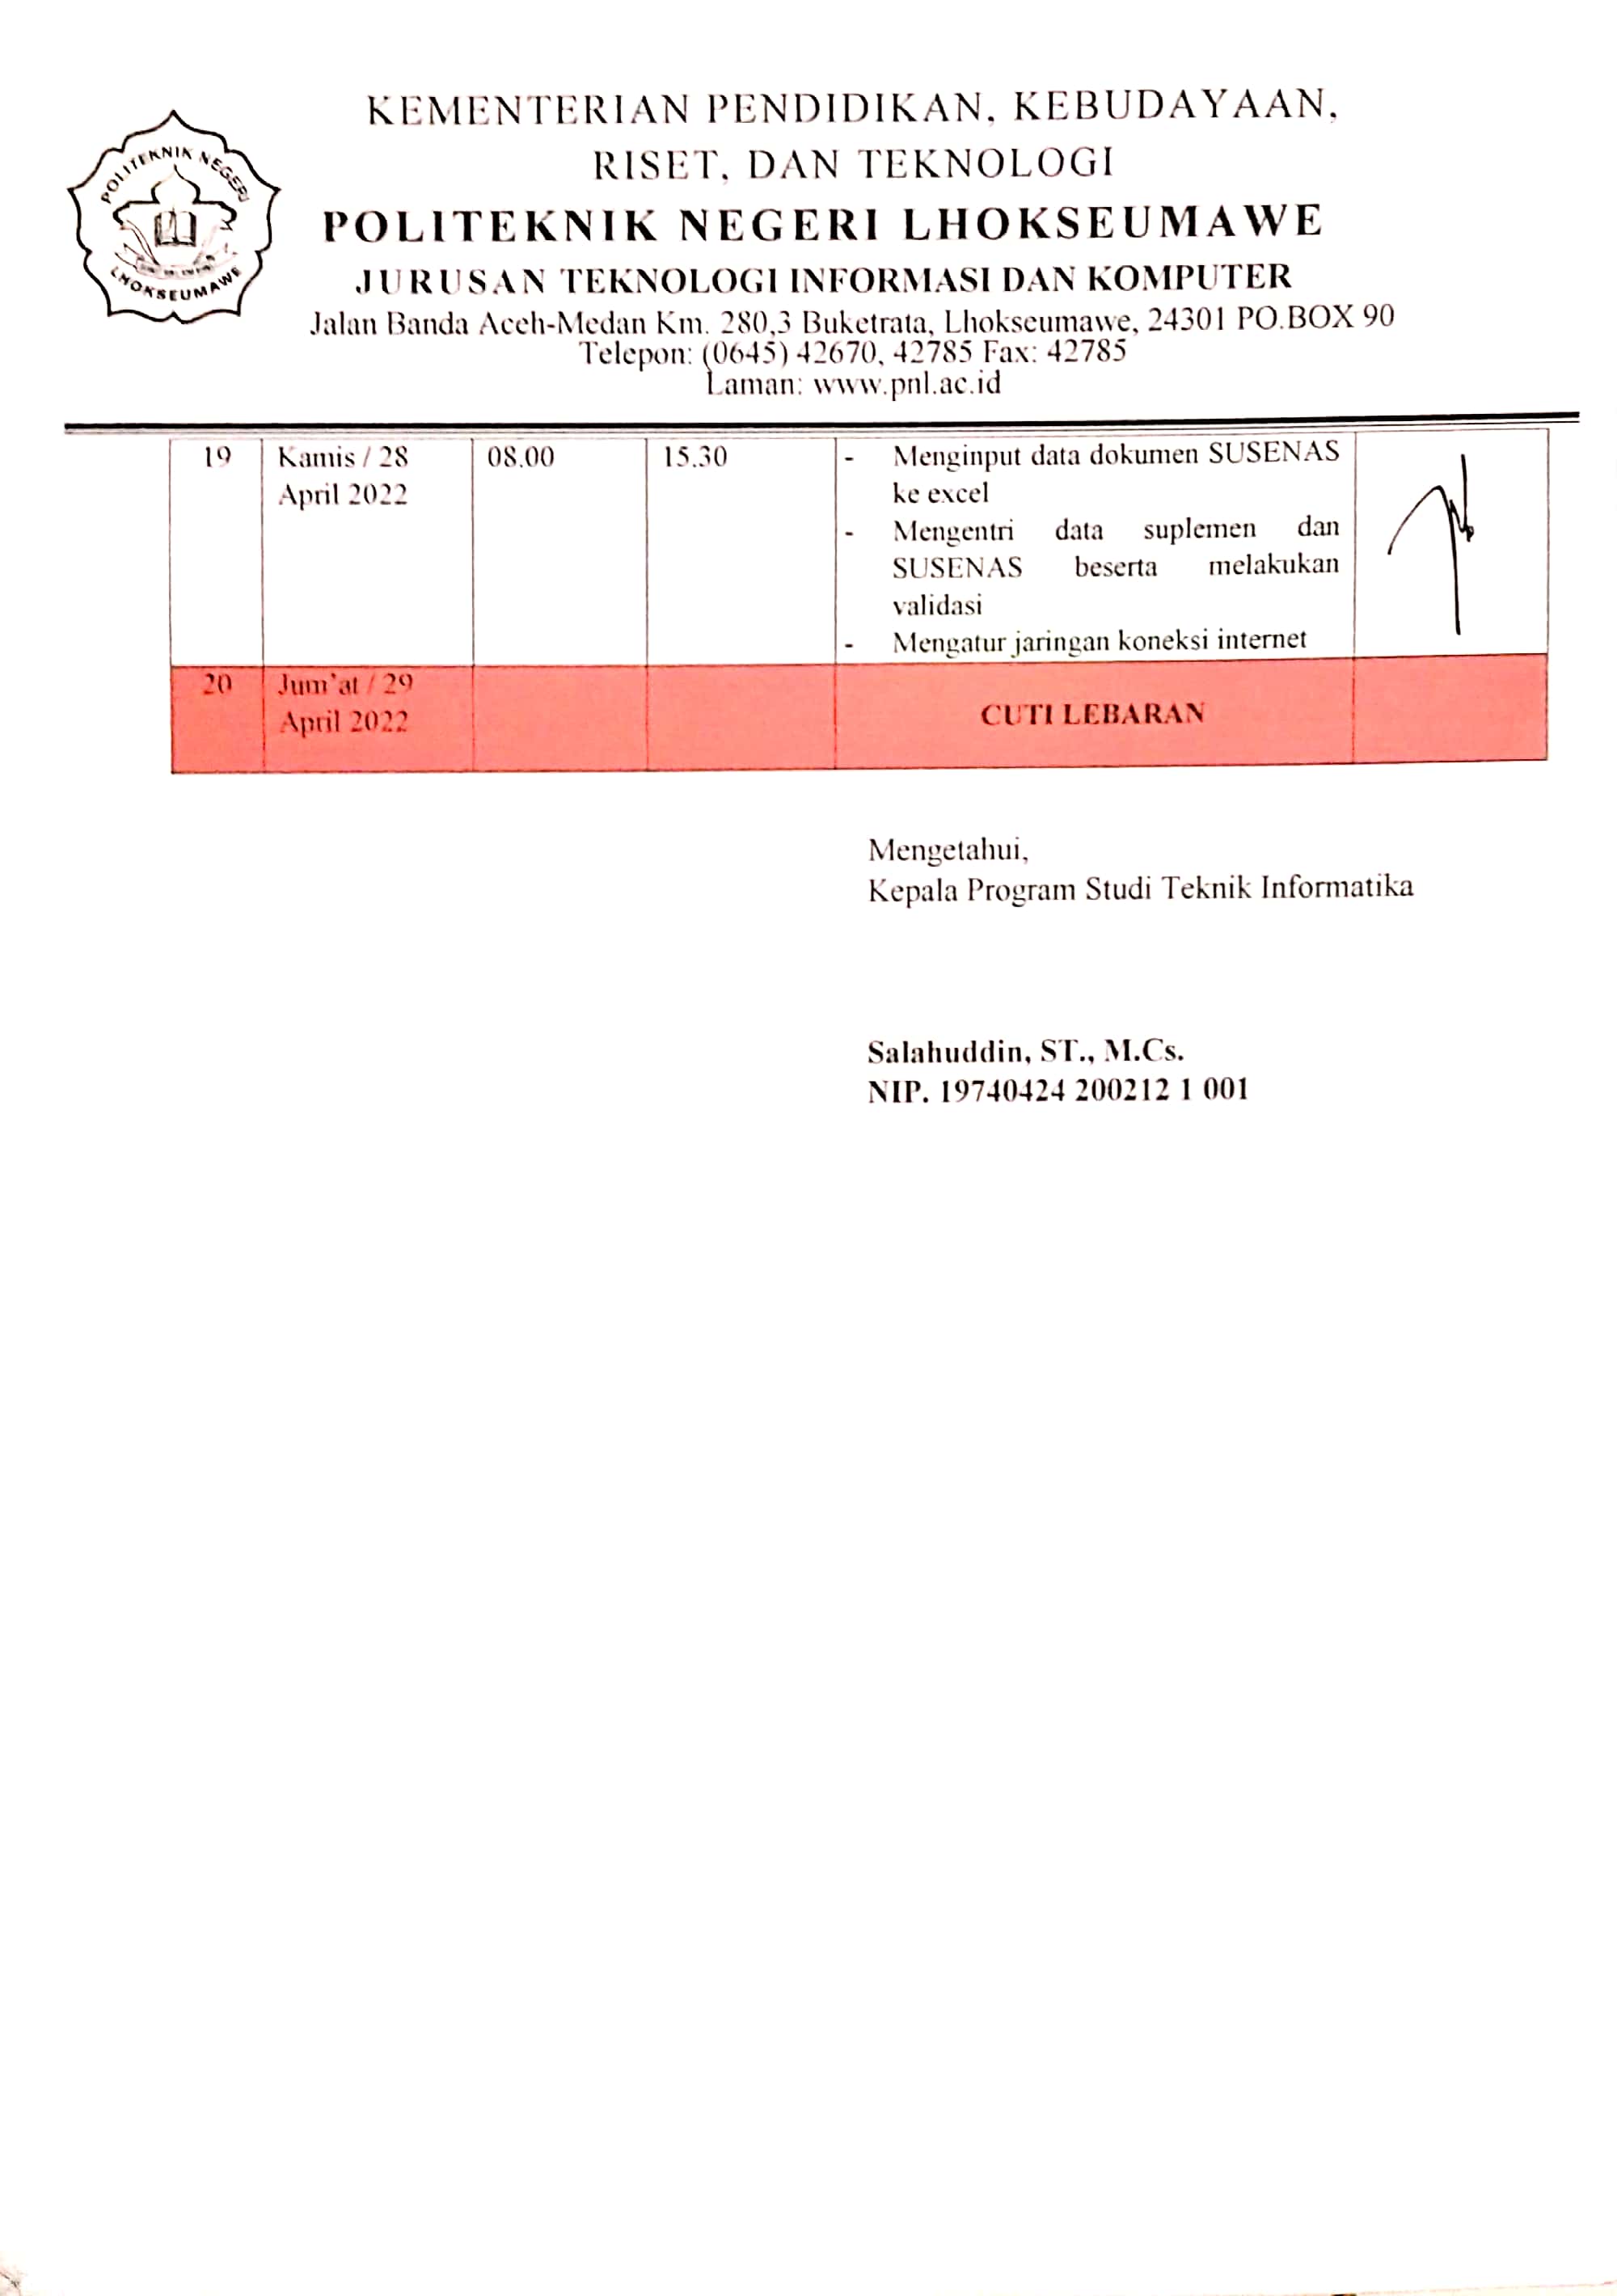 POLITEKNIK NEGERI
LHOKSEUMAWE
KEMENTERIAN PENDIDIKAN, KEBUDAYAAN,
RISET, DAN TEKNOLOGI
POLITEKNIK NEGERI LHOKSEUMAWE
JURUSAN TEKNOLOGI INFORMASI DAN KOMPUTER
Jalan Banda Aceh-Medan Km. 280,3 Buketrata, Lhokseumawe, 24301 PO.BOX 90
Telepon: (0645) 42670, 42785 Fax: 42785
Laman: www.pnl.ac.id
19 Kamis / 28 08.00 15.30 - Menginput data dokumen SUSENAS
April 2022 ke excel
- Mengentri data suplemen dan
SUSENAS beserta melakukan
validasi
- Mengatur jaringan koneksi internet
20 Jum'at / 29
April 2022 CUTI LEBARAN
Mengetahui,
Kepala Program Studi Teknik Informatika
Salahuddin, ST., M.Cs.
NIP. 19740424 200212 1 001